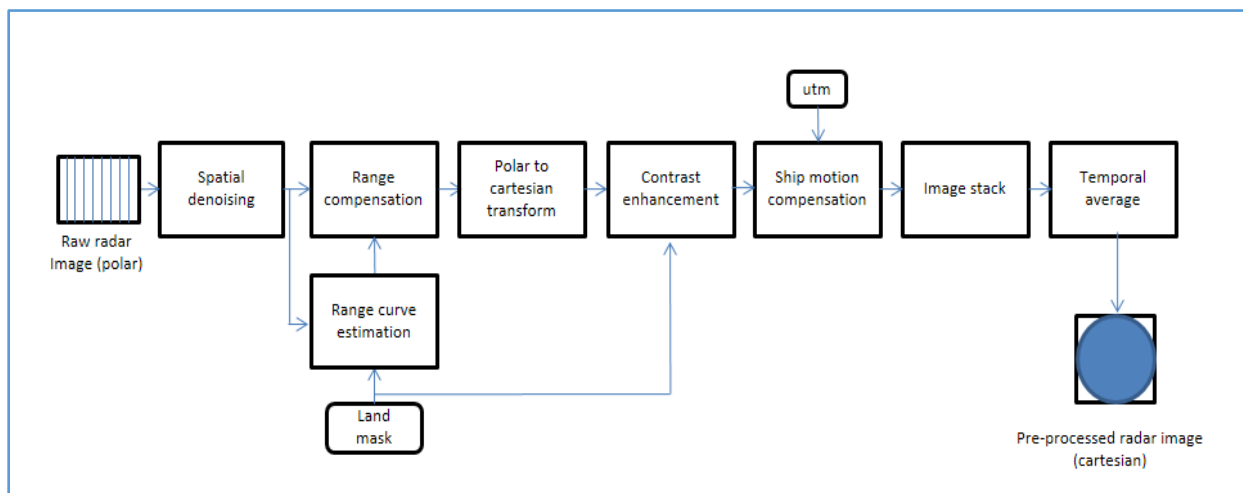 utm
Raw radar
Image (polar)
Spatial
denoising
Range
compensation
Polar to
cartesian
transform
Contrast
enhancement
Ship motion
compensation
Image stack
Temporal
average
Range curve
estimation
Land
mask
Pre-processed radar image
(cartesian)